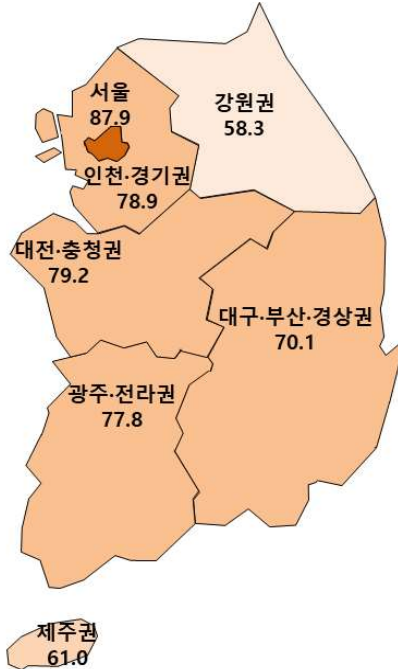 서울
87.9
강원권
58.3
인천·경기권
78.9
대전·충청권
79.2
대구·부산·경상권
70.1
광주·전라권
77.8
제주권
61.0